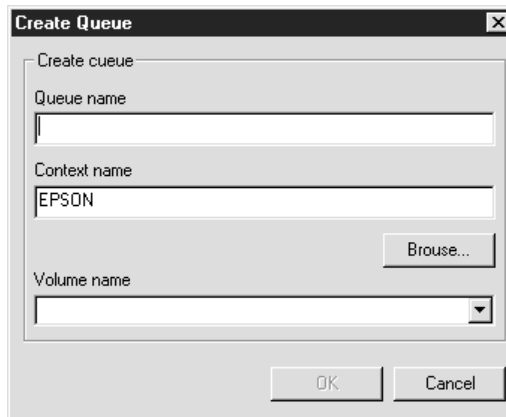 Create Queue
Create cueue
Queue name
Context name
EPSON
Brouse...
Volume name
OK
Cancel